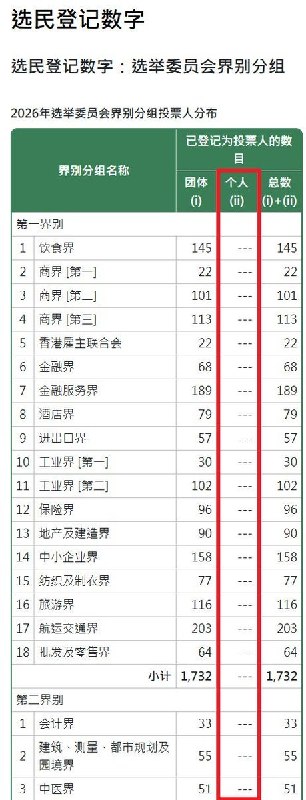 选民登记数字
选民登记数字：选举委员会界别分组
2026年选举委员会界别分组投票人分布
界别分组名称 已登记为投票人的数目
团体 (i) 个人 (ii) 总数 (i)+(ii)
第一界别
1 饮食界 145 --- 145
2 商界 [第一] 22 --- 22
3 商界 [第二] 101 --- 101
4 商界 [第三] 113 --- 113
5 香港雇主联合会 22 --- 22
6 金融界 68 --- 68
7 金融服务界 189 --- 189
8 酒店界 79 --- 79
9 进出口界 57 --- 57
10 工业界 [第一] 30 --- 30
11 工业界 [第二] 102 --- 102
12 保险界 96 --- 96
13 地产及建造界 90 --- 90
14 中小企业界 158 --- 158
15 纺织及制衣界 77 --- 77
16 旅游界 116 --- 116
17 航运交通界 203 --- 203
18 批发及零售界 64 --- 64
小计 1,732 --- 1,732
第二界别
1 会计界 33 --- 33
2 建筑、测量、都市规划及园境界 55 --- 55
3 中医界 51 --- 51